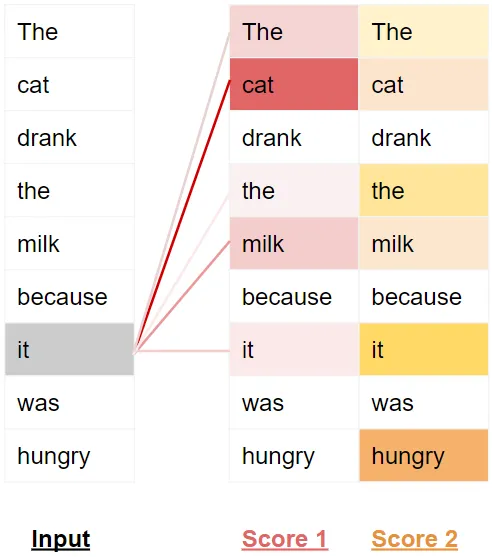 The The The
cat cat cat
drank drank drank
the the the
milk milk milk
because because because
it it it
was was was
hungry hungry hungry
Input Score 1 Score 2